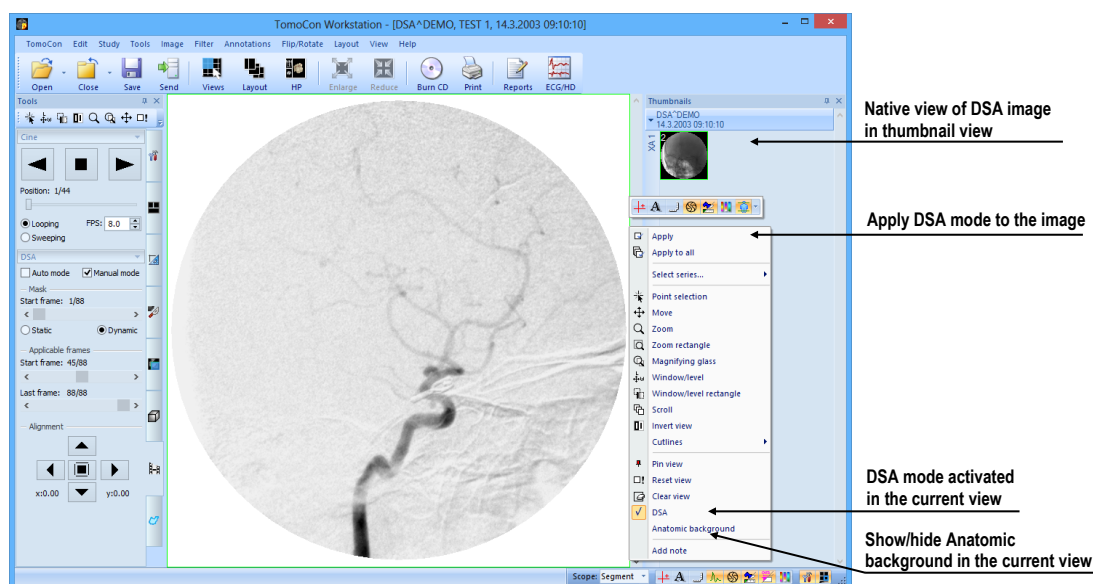 TomoCon Workstation - [DSA^DEMO, TEST 1, 14.3.2003 09:10:10]
TomoCon Edit Study Tools Image Filter Annotations Flip/Rotate Layout View Help
Open Close Save Send Views Layout HP Enlarge Reduce Burn CD Print Reports ECG/HD
Tools
Cine
Position: 1/44
Looping FPS: 8.0
Sweeping
DSA
Auto mode Manual mode
Mask
Start frame: 1/88
Static Dynamic
Applicable frames
Start frame: 45/88
Last frame: 88/88
Alignment
x:0.00 y:0.00
Thumbnails
DSA^DEMO
14.3.2003 09:10:10
XA 1
2
Apply
Apply to all
Select series...
Point selection
Move
Zoom
Zoom rectangle
Magnifying glass
Window/level
Window/level rectangle
Scroll
Invert view
Cutlines
Pin view
Reset view
Clear view
DSA
Anatomic background
Add note
Scope: Segment
Native view of DSA image
in thumbnail view
Apply DSA mode to the image
DSA mode activated
in the current view
Show/hide Anatomic
background in the current view